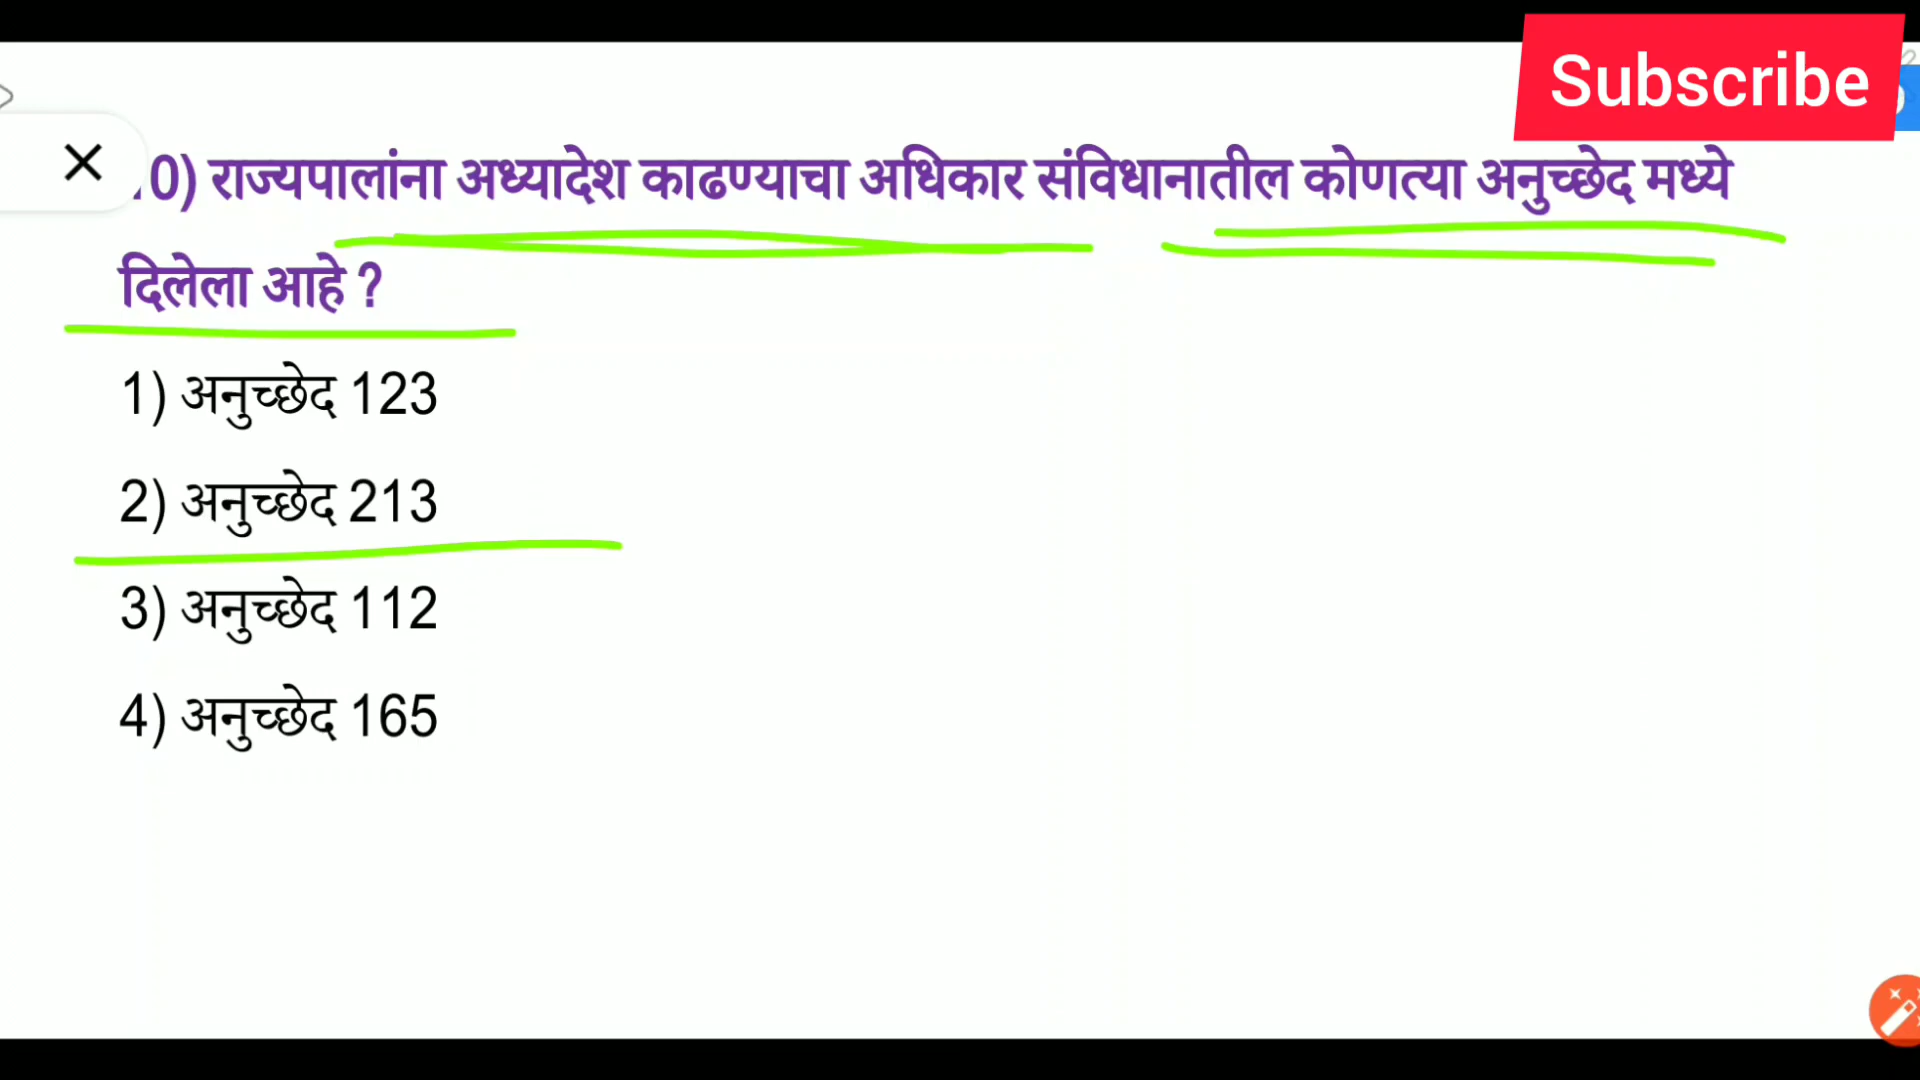 Subscribe
10) राज्यपालांना अध्यादेश काढण्याचा अधिकार संविधानातील कोणत्या अनुच्छेद मध्ये
दिलेला आहे ?
1) अनुच्छेद 123
2) अनुच्छेद 213
3) अनुच्छेद 112
4) अनुच्छेद 165